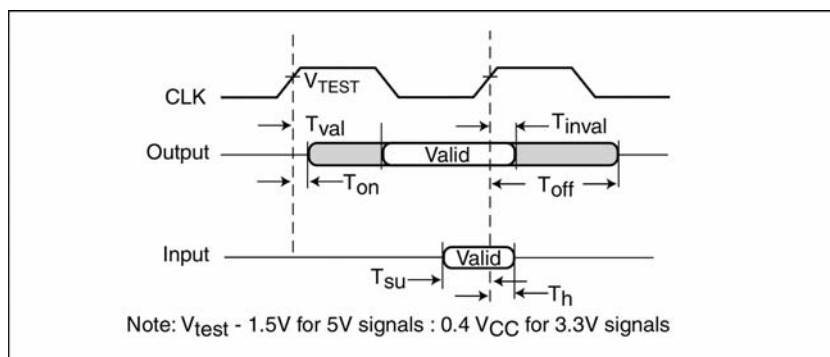 CLK
VTEST
Tval
Tinval
Output
Valid
Ton
Toff
Input
Valid
Tsu
Th
Note: Vtest - 1.5V for 5V signals : 0.4 VCC for 3.3V signals